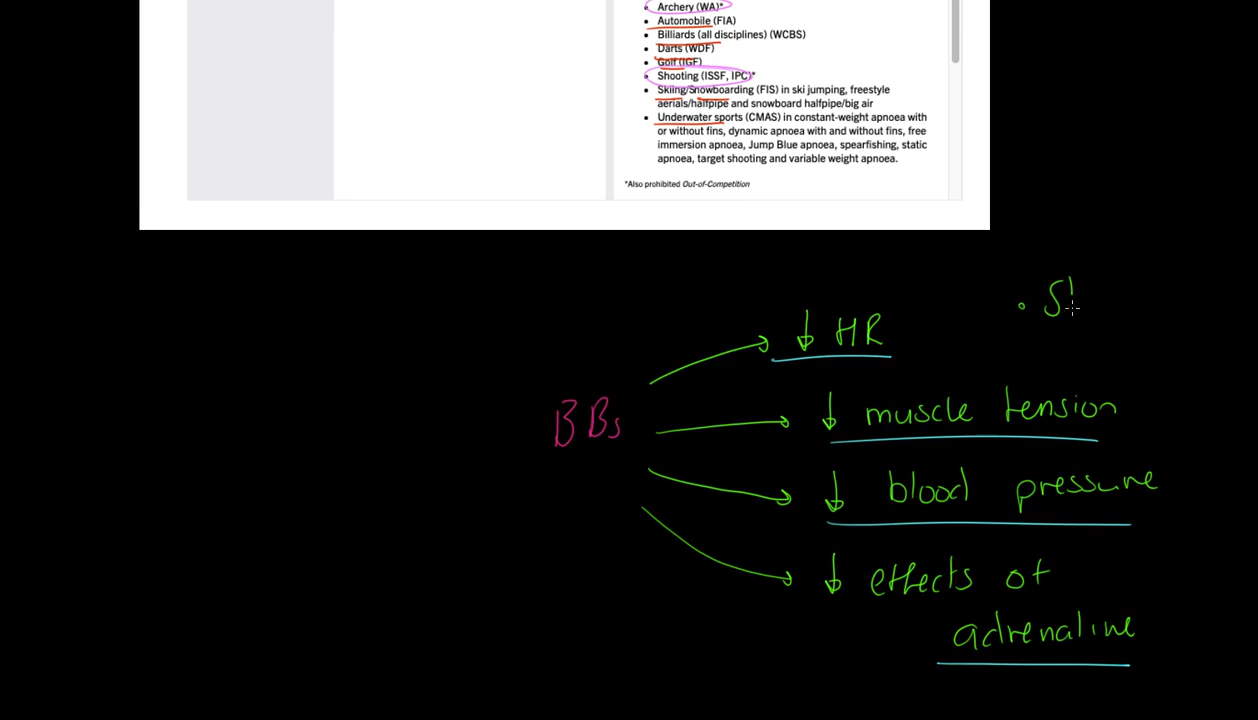 • Archery (WA)*
• Automobile (FIA)
• Billiards (all disciplines) (WCBS)
• Darts (WDF)
• Golf (IGF)
• Shooting (ISSF, IPC)*
• Skiing/Snowboarding (FIS) in ski jumping, freestyle
aerials/halfpipe and snowboard halfpipe/big air
• Underwater sports (CMAS) in constant-weight apnoea with
or without fins, dynamic apnoea with and without fins, free
immersion apnoea, Jump Blue apnoea, spearfishing, static
apnoea, target shooting and variable weight apnoea.
*Also prohibited Out-of-Competition
↓ HR
BBs
↓ muscle tension
↓ blood pressure
↓ effects of
adrenaline